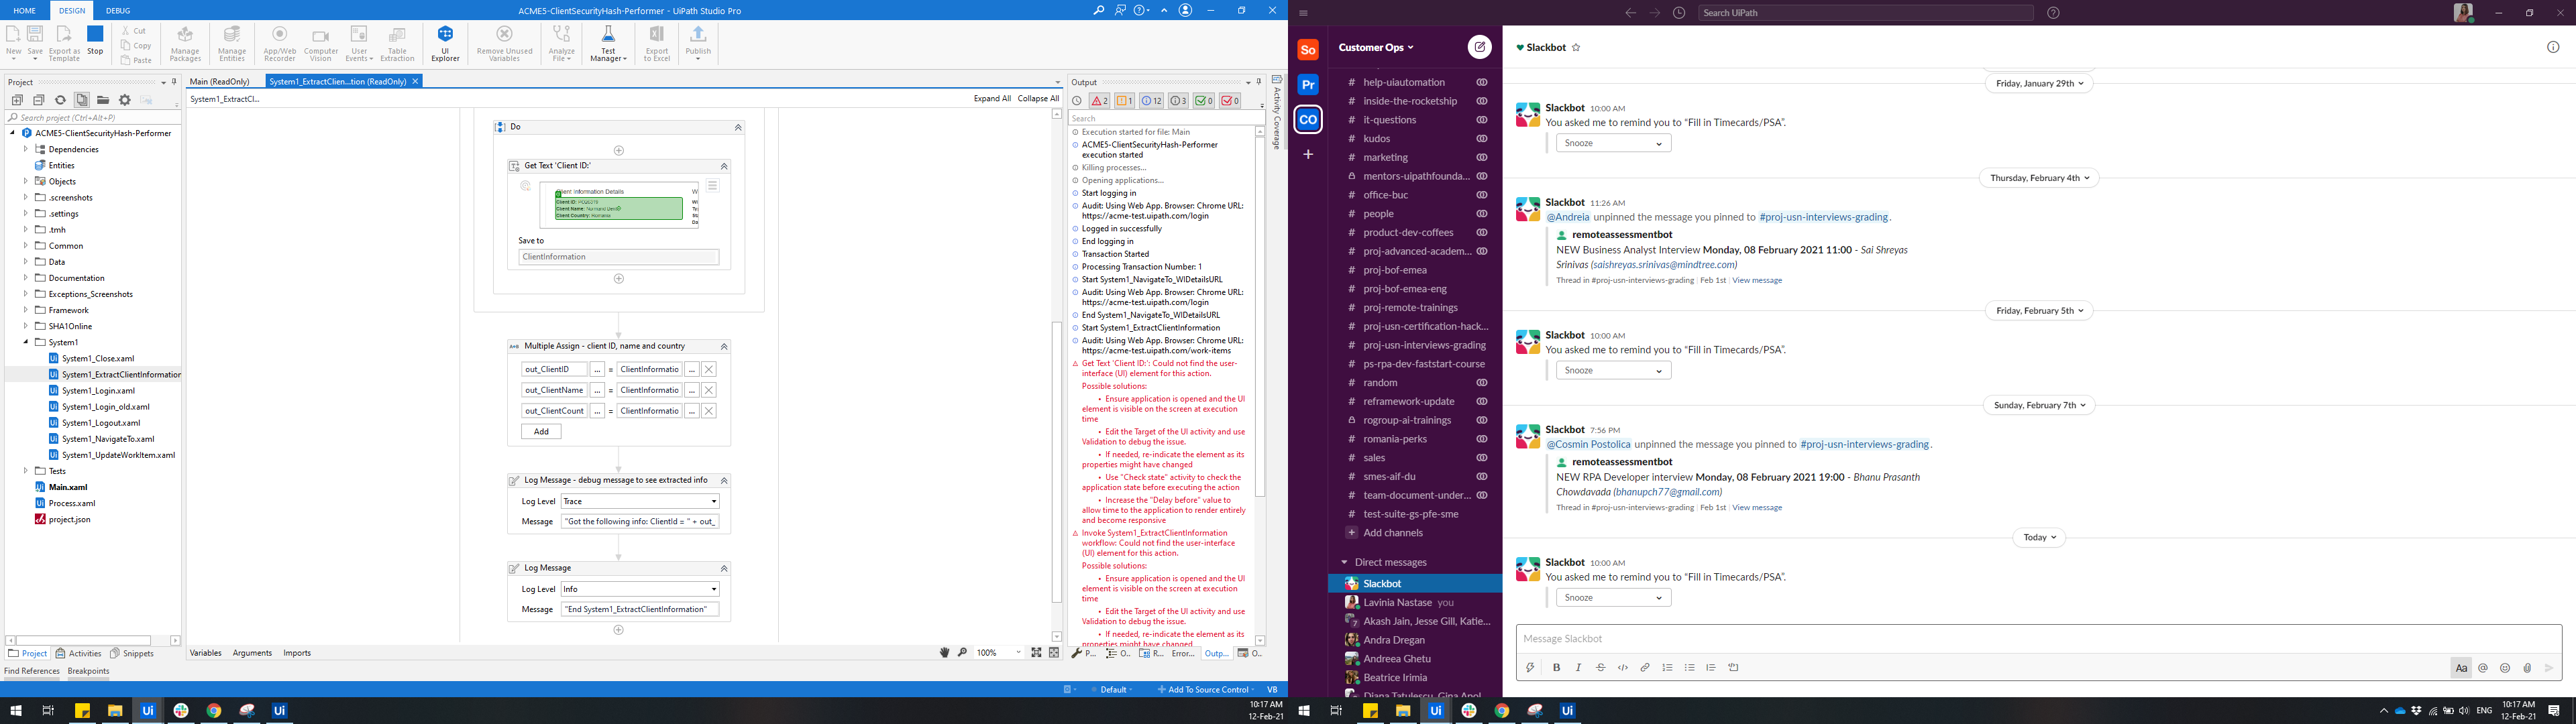 HOME
DESIGN
DEBUG
ACME5-ClientSecurityHash-Performer - UiPath Studio Pro
New
Save
Export as Template
Stop
Cut
Copy
Paste
Manage Packages
Manage Entities
App/Web Recorder
Computer Vision
User Events
Table Extraction
UI Explorer
Remove Unused Variables
Analyze File
Test Manager
Export to Excel
Publish
Project
Search project (Ctrl+Alt+P)
ACME5-ClientSecurityHash-Performer
Dependencies
Entities
Objects
.screenshots
.settings
.tmh
Common
Data
Documentation
Exceptions_Screenshots
Framework
SHA1Online
System1
System1_Close.xaml
System1_ExtractClientInformation
System1_Login.xaml
System1_Login_old.xaml
System1_Logout.xaml
System1_NavigateTo.xaml
System1_UpdateWorkItem.xaml
Tests
Main.xaml
Process.xaml
project.json
Project
Activities
Snippets
Find References
Breakpoints
Main (ReadOnly)
System1_ExtractClien...tion (ReadOnly)
System1_ExtractCl...
Expand All
Collapse All
Do
Get Text 'Client ID:'
Client Information Details
Save to
ClientInformation
Multiple Assign - client ID, name and country
out_ClientID ... = ClientInformatio ...
out_ClientName ... = ClientInformatio ...
out_ClientCount ... = ClientInformatio ...
Add
Log Message - debug message to see extracted info
Log Level Trace
Message "Got the following info: ClientId = " + out_
Log Message
Log Level Info
Message "End System1_ExtractClientInformation"
Variables
Arguments
Imports
100%
Output
2
1
12
3
0
0
Search
Execution started for file: Main
ACME5-ClientSecurityHash-Performer
execution started
Killing processes...
Opening applications...
Start logging in
Audit: Using Web App. Browser: Chrome URL:
https://acme-test.uipath.com/login
Logged in successfully
End logging in
Transaction Started
Processing Transaction Number: 1
Start System1_NavigateTo_WIDetailsURL
Audit: Using Web App. Browser: Chrome URL:
https://acme-test.uipath.com/login
End System1_NavigateTo_WIDetailsURL
Start System1_ExtractClientInformation
Audit: Using Web App. Browser: Chrome URL:
https://acme-test.uipath.com/work-items
Get Text 'Client ID:': Could not find the user-
interface (UI) element for this action.
Possible solutions:
• Ensure application is opened and the UI
element is visible on the screen at execution
time
• Edit the Target of the UI activity and use
Validation to debug the issue.
• If needed, re-indicate the element as its
properties might have changed
• Use "Check state" activity to check the
application state before executing the action
• Increase the "Delay before" value to
allow time to the application to render entirely
and become responsive
Invoke System1_ExtractClientInformation
workflow: Could not find the user-interface
(UI) element for this action.
Possible solutions:
• Ensure application is opened and the UI
element is visible on the screen at execution
time
• Edit the Target of the UI activity and use
Validation to debug the issue.
• If needed, re-indicate the element as its
properties might have changed
P...
O..
R...
Error...
Outp...
O..
Activity Coverage
Default
Add To Source Control
VB
10:17 AM
12-Feb-21
Search UiPath
So
Pr
CO
Customer Ops
# help-uiautomation
# inside-the-rocketship
# it-questions
# kudos
# marketing
mentors-uipathfounda...
# office-buc
# people
# product-dev-coffees
# proj-advanced-academ...
# proj-bof-emea
# proj-bof-emea-eng
# proj-remote-trainings
# proj-usn-certification-hack...
# proj-usn-interviews-grading
# ps-rpa-dev-faststart-course
# random
# reframework-update
rogroup-ai-trainings
# romania-perks
# sales
# smes-aif-du
# team-document-under...
# test-suite-gs-pfe-sme
+ Add channels
Direct messages
Slackbot
Lavinia Nastase you
7 Akash Jain, Jesse Gill, Katie...
Andra Dregan
Andreea Ghetu
Beatrice Irimia
Diana Tatulescu, Gina Apol
Slackbot
Friday, January 29th
Slackbot 10:00 AM
You asked me to remind you to “Fill in Timecards/PSA”.
Snooze
Thursday, February 4th
Slackbot 11:26 AM
@Andreia unpinned the message you pinned to #proj-usn-interviews-grading.
remoteassessmentbot
NEW Business Analyst Interview Monday, 08 February 2021 11:00 - Sai Shreyas
Srinivas (saishreyas.srinivas@mindtree.com)
Thread in #proj-usn-interviews-grading | Feb 1st | View message
Friday, February 5th
Slackbot 10:00 AM
You asked me to remind you to “Fill in Timecards/PSA”.
Snooze
Sunday, February 7th
Slackbot 7:56 PM
@Cosmin Postolica unpinned the message you pinned to #proj-usn-interviews-grading.
remoteassessmentbot
NEW RPA Developer interview Monday, 08 February 2021 19:00 - Bhanu Prasanth
Chowdavada (bhanupch77@gmail.com)
Thread in #proj-usn-interviews-grading | Feb 1st | View message
Today
Slackbot 10:00 AM
You asked me to remind you to “Fill in Timecards/PSA”.
Snooze
Message Slackbot
Aa
ENG
10:17 AM
12-Feb-21